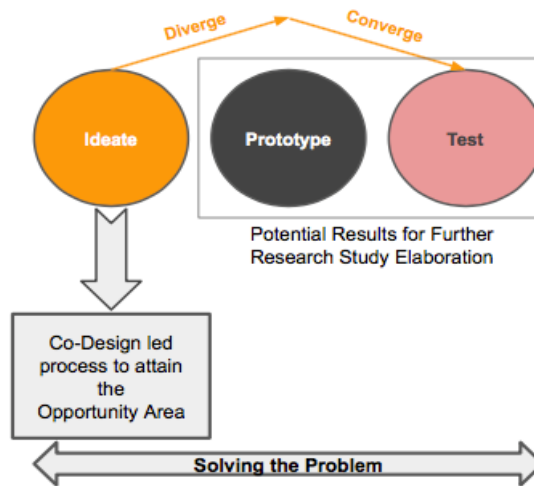 Diverge
Converge
Ideate
Prototype
Test
Potential Results for Further
Research Study Elaboration
Co-Design led
process to attain
the
Opportunity Area
Solving the Problem